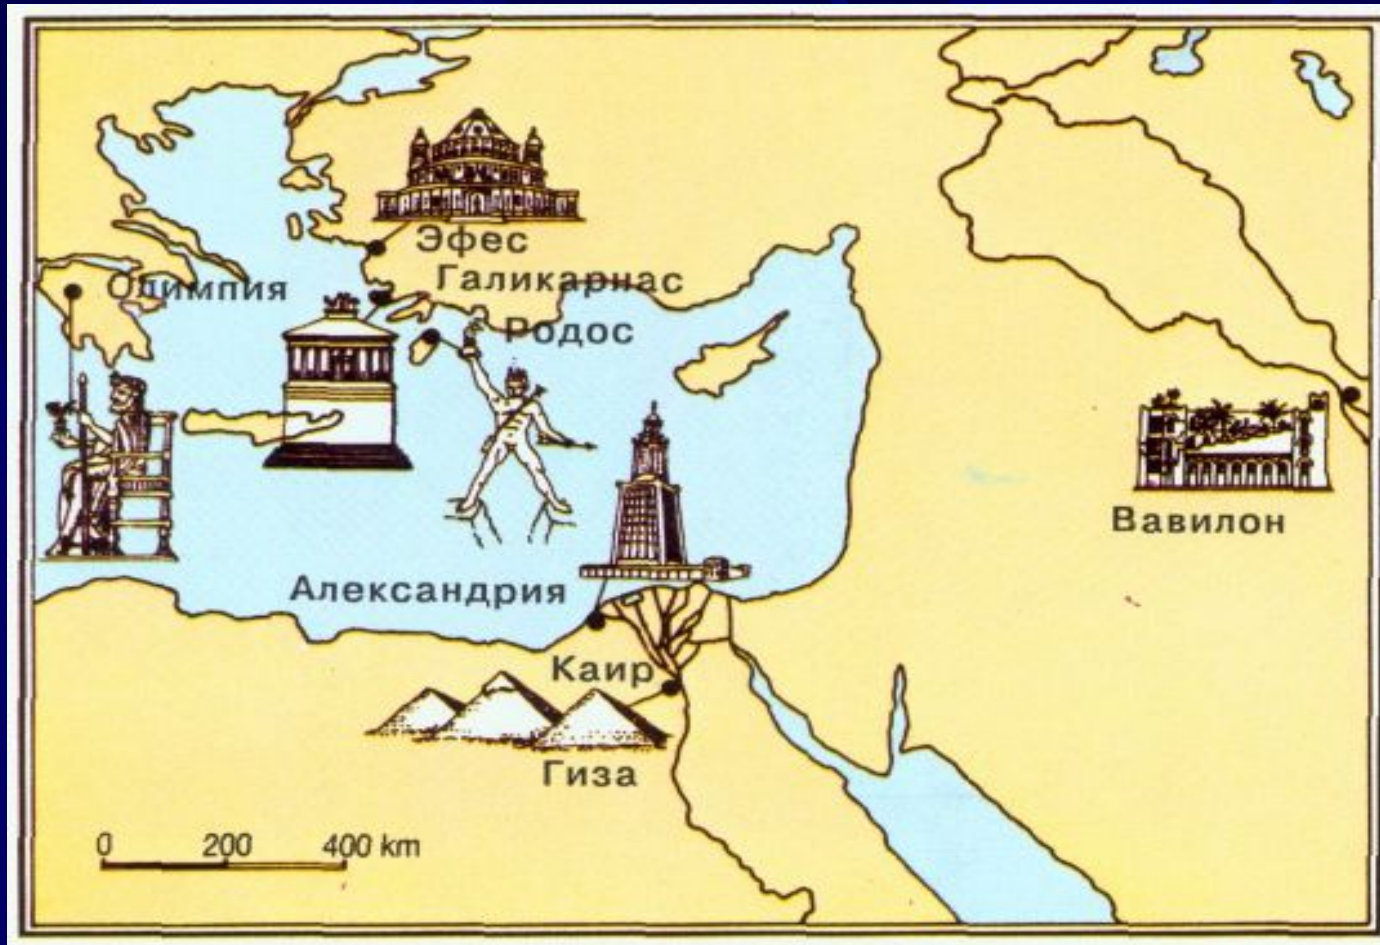 Эфес
Галикарнас
Олимпия
Родос
Вавилон
Александрия
Каир
Гиза
0 200 400 km